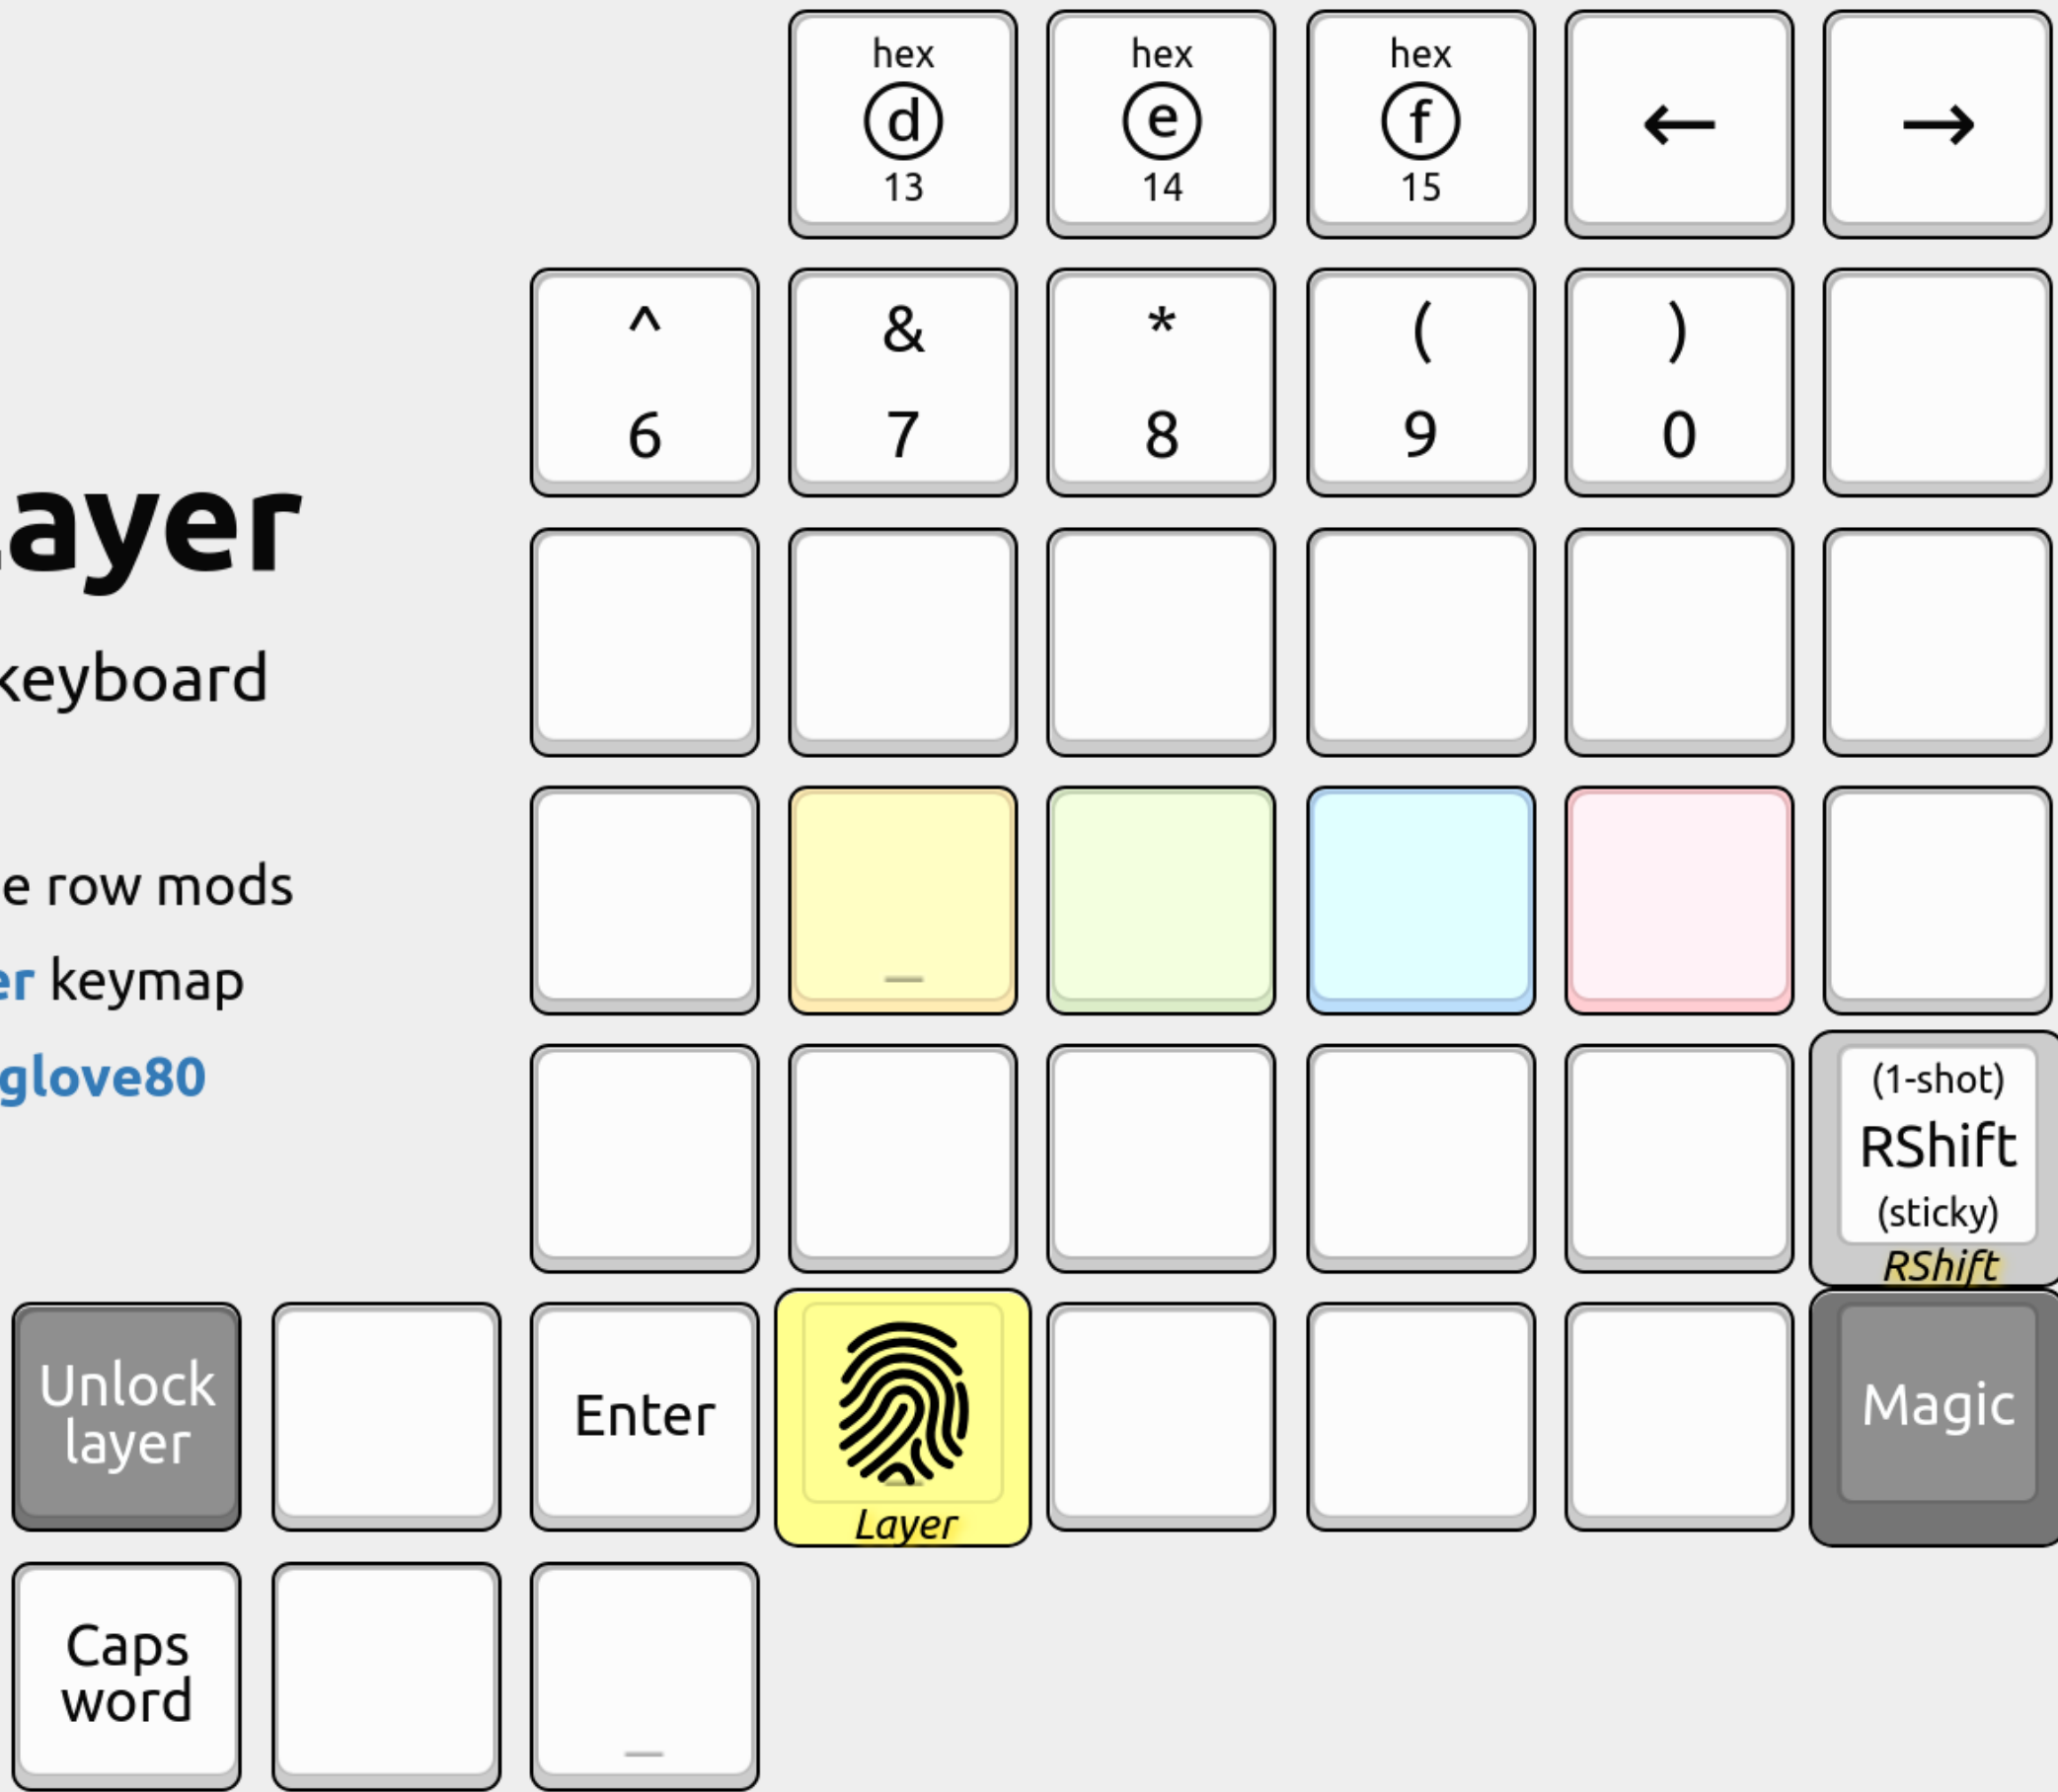 hex hex hex
d e f ← →
13 14 15
^ & * ( )
6 7 8 9 0
ayer
keyboard
e row mods
er keymap
glove80
(1-shot)
RShift
(sticky)
RShift
Unlock
layer
Enter
Layer
Magic
Caps
word